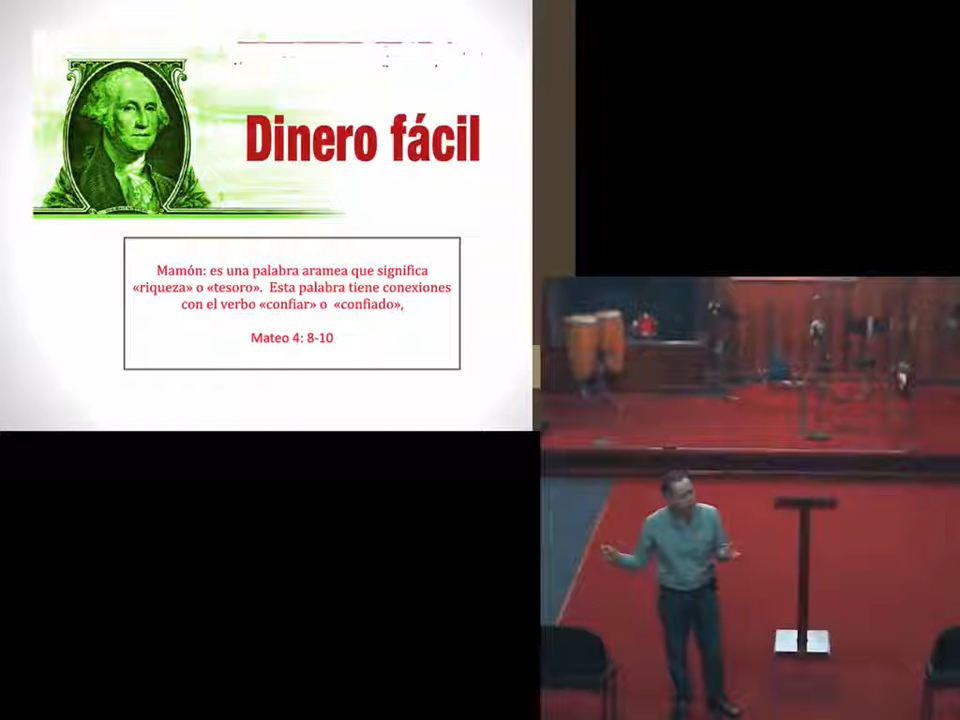 Dinero fácil
Mamón: es una palabra aramea que significa
«riqueza» o «tesoro».  Esta palabra tiene conexiones
con el verbo «confiar» o  «confiado»,
Mateo 4: 8-10